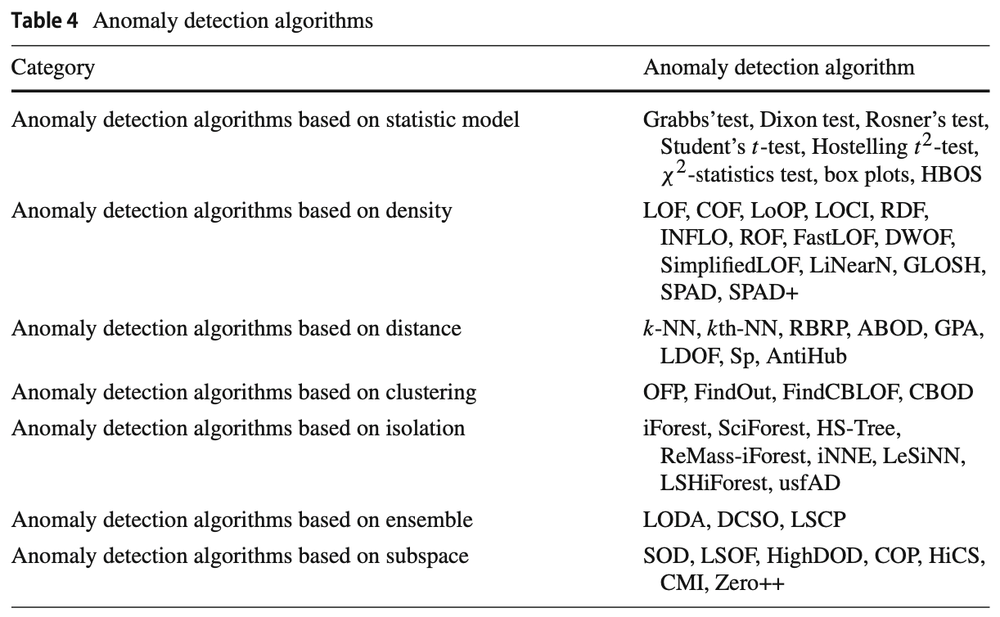 Table 4 Anomaly detection algorithms
Category Anomaly detection algorithm
Anomaly detection algorithms based on statistic model Grabbs'test, Dixon test, Rosner's test,
Student's t-test, Hostelling t²-test,
χ²-statistics test, box plots, HBOS
Anomaly detection algorithms based on density LOF, COF, LoOP, LOCI, RDF,
INFLO, ROF, FastLOF, DWOF,
SimplifiedLOF, LiNearN, GLOSH,
SPAD, SPAD+
Anomaly detection algorithms based on distance k-NN, kth-NN, RBRP, ABOD, GPA,
LDOF, Sp, AntiHub
Anomaly detection algorithms based on clustering OFP, FindOut, FindCBLOF, CBOD
Anomaly detection algorithms based on isolation iForest, SciForest, HS-Tree,
ReMass-iForest, iNNE, LeSiNN,
LSHiForest, usfAD
Anomaly detection algorithms based on ensemble LODA, DCSO, LSCP
Anomaly detection algorithms based on subspace SOD, LSOF, HighDOD, COP, HiCS,
CMI, Zero++